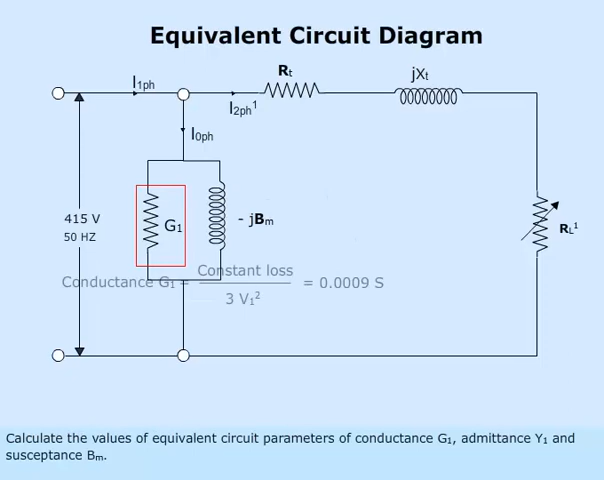 Equivalent Circuit Diagram
Rt
jXt
I1ph
I2ph¹
I0ph
415 V
50 HZ
G1
- jBm
RL¹
Conductance G1 = Constant loss / 3 V1² = 0.0009 S
Calculate the values of equivalent circuit parameters of conductance G1, admittance Y1 and
susceptance Bm.